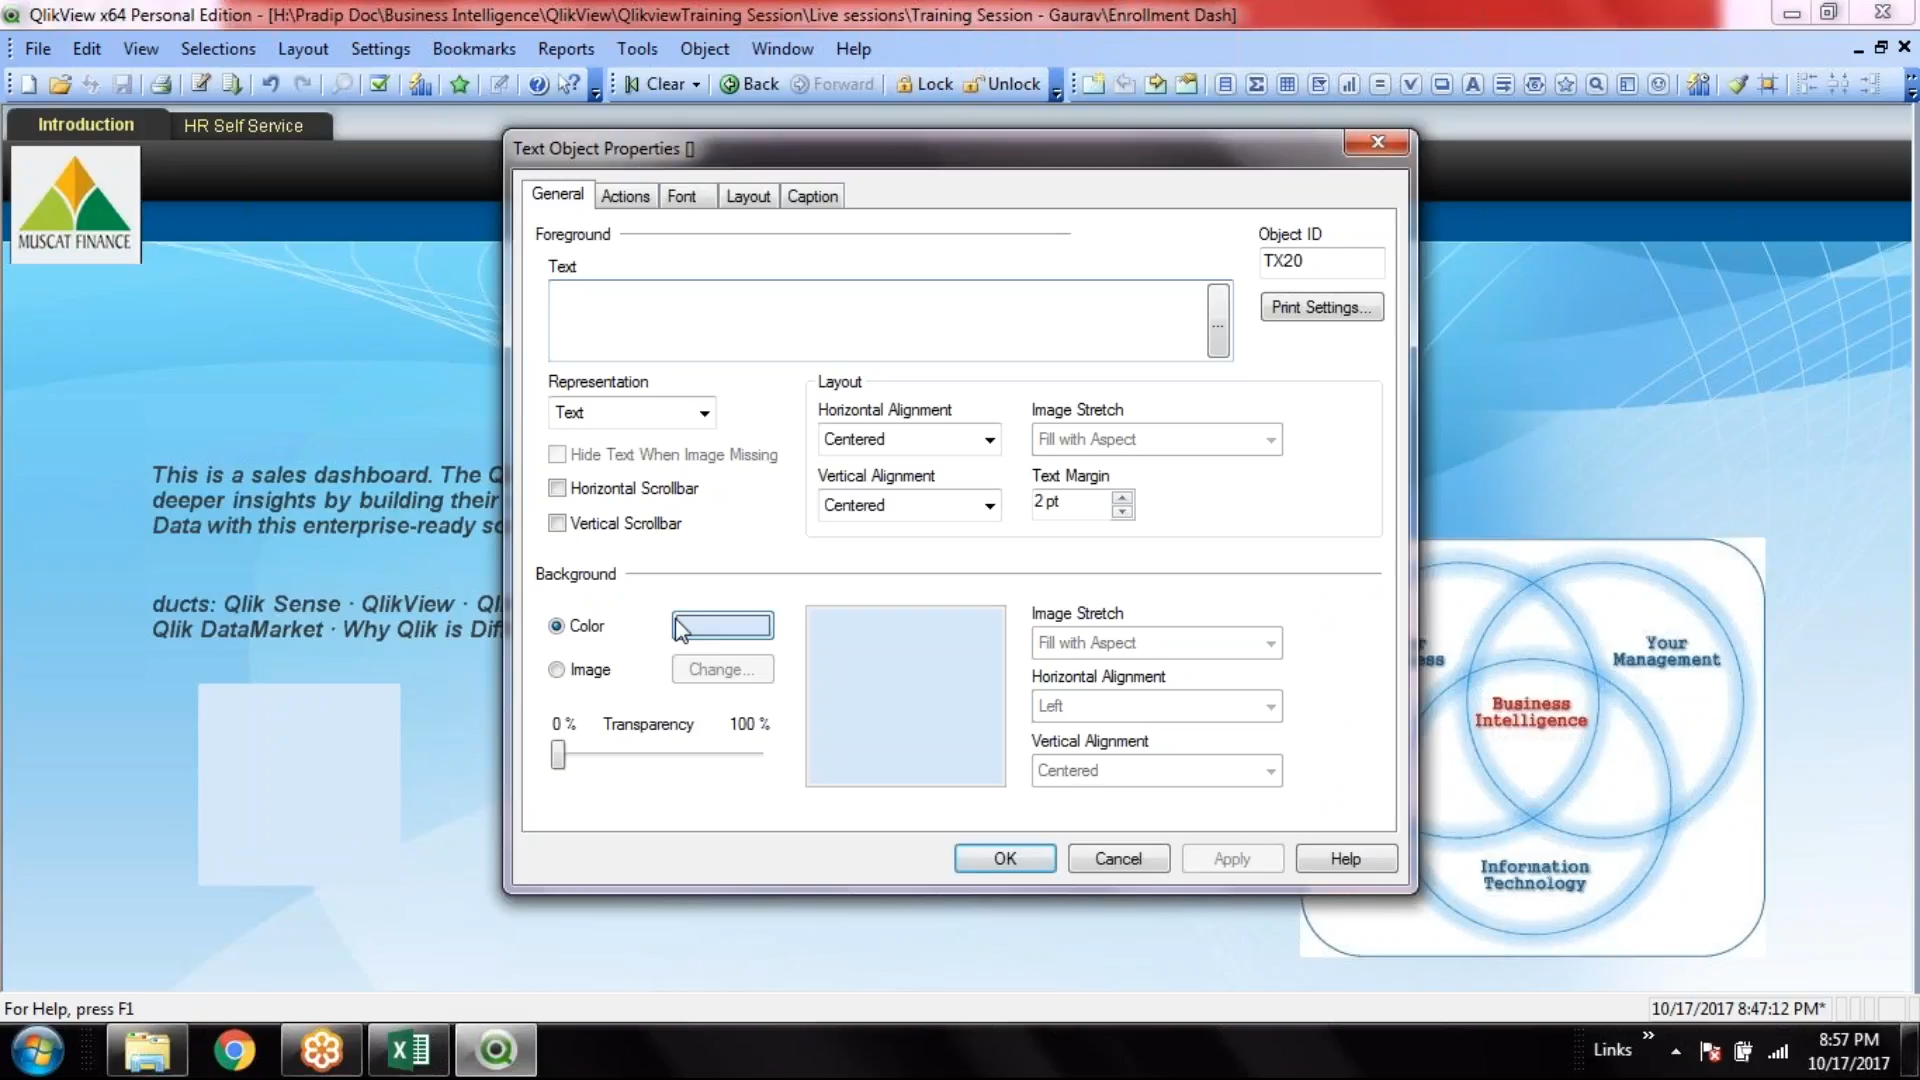 QlikView x64 Personal Edition - [H:\Pradip Doc\Business Intelligence\QlikView\QlikviewTraining Session\Live sessions\Training Session - Gaurav\Enrollment Dash]
File Edit View Selections Layout Settings Bookmarks Reports Tools Object Window Help
Clear Back Forward Lock Unlock
Introduction HR Self Service
MUSCAT FINANCE
Text Object Properties []
General Actions Font Layout Caption
Foreground
Object ID
TX20
Text
...
Print Settings...
Representation
Text
Hide Text When Image Missing
Horizontal Scrollbar
Vertical Scrollbar
Layout
Horizontal Alignment
Centered
Image Stretch
Fill with Aspect
Vertical Alignment
Centered
Text Margin
2 pt
Background
Color
Image
Change...
0 % Transparency 100 %
Image Stretch
Fill with Aspect
Horizontal Alignment
Left
Vertical Alignment
Centered
OK Cancel Apply Help
This is a sales dashboard. The
deeper insights by building their
Data with this enterprise-ready
ducts: Qlik Sense · QlikView ·
Qlik DataMarket · Why Qlik is
Your
Management
Business
Intelligence
Information
Technology
For Help, press F1
10/17/2017 8:47:12 PM*
Links
8:57 PM
10/17/2017